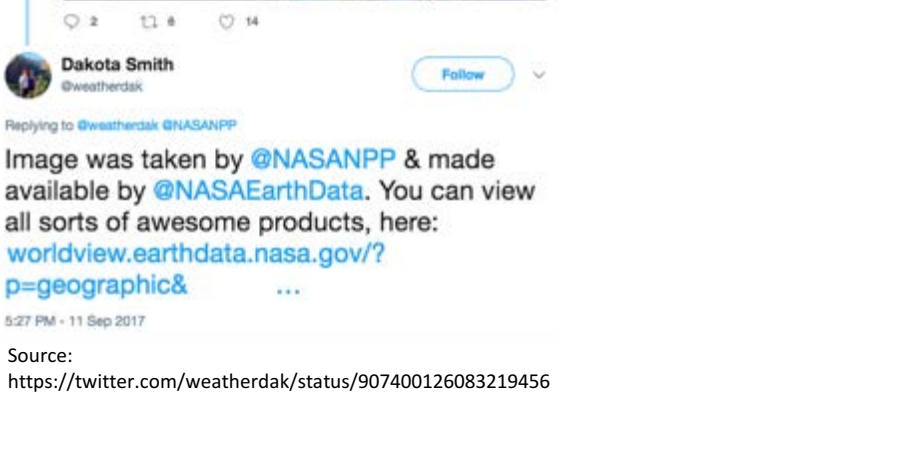 2 8 14
Dakota Smith
@weatherdak
Follow
Replying to @weatherdak @NASANPP
Image was taken by @NASANPP & made
available by @NASAEarthData. You can view
all sorts of awesome products, here:
worldview.earthdata.nasa.gov/?
p=geographic& ...
5:27 PM - 11 Sep 2017
Source:
https://twitter.com/weatherdak/status/907400126083219456